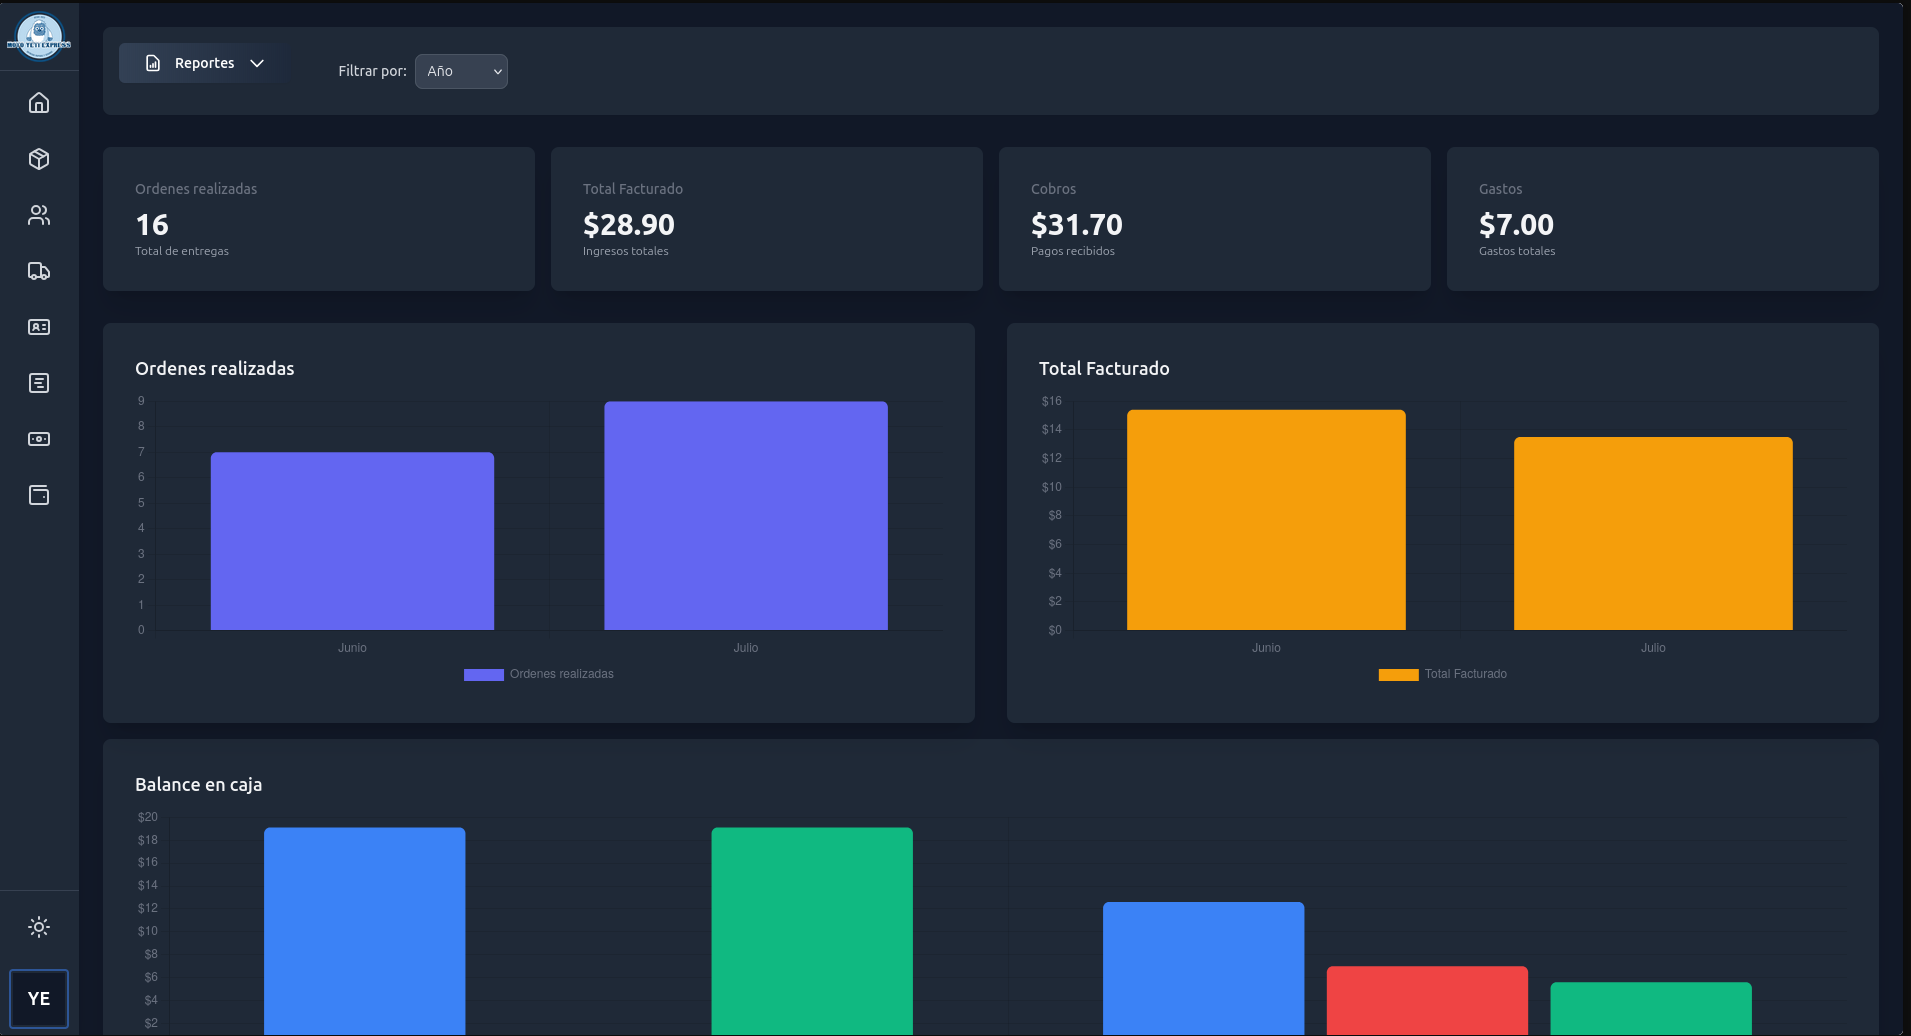 MOTO YETI EXPRESS
Reportes
Filtrar por:
Año
Ordenes realizadas
16
Total de entregas
Total Facturado
$28.90
Ingresos totales
Cobros
$31.70
Pagos recibidos
Gastos
$7.00
Gastos totales
Ordenes realizadas
9
8
7
6
5
4
3
2
1
0
Junio
Julio
Ordenes realizadas
Total Facturado
$16
$14
$12
$10
$8
$6
$4
$2
$0
Junio
Julio
Total Facturado
Balance en caja
$20
$18
$16
$14
$12
$10
$8
$6
$4
$2
YE